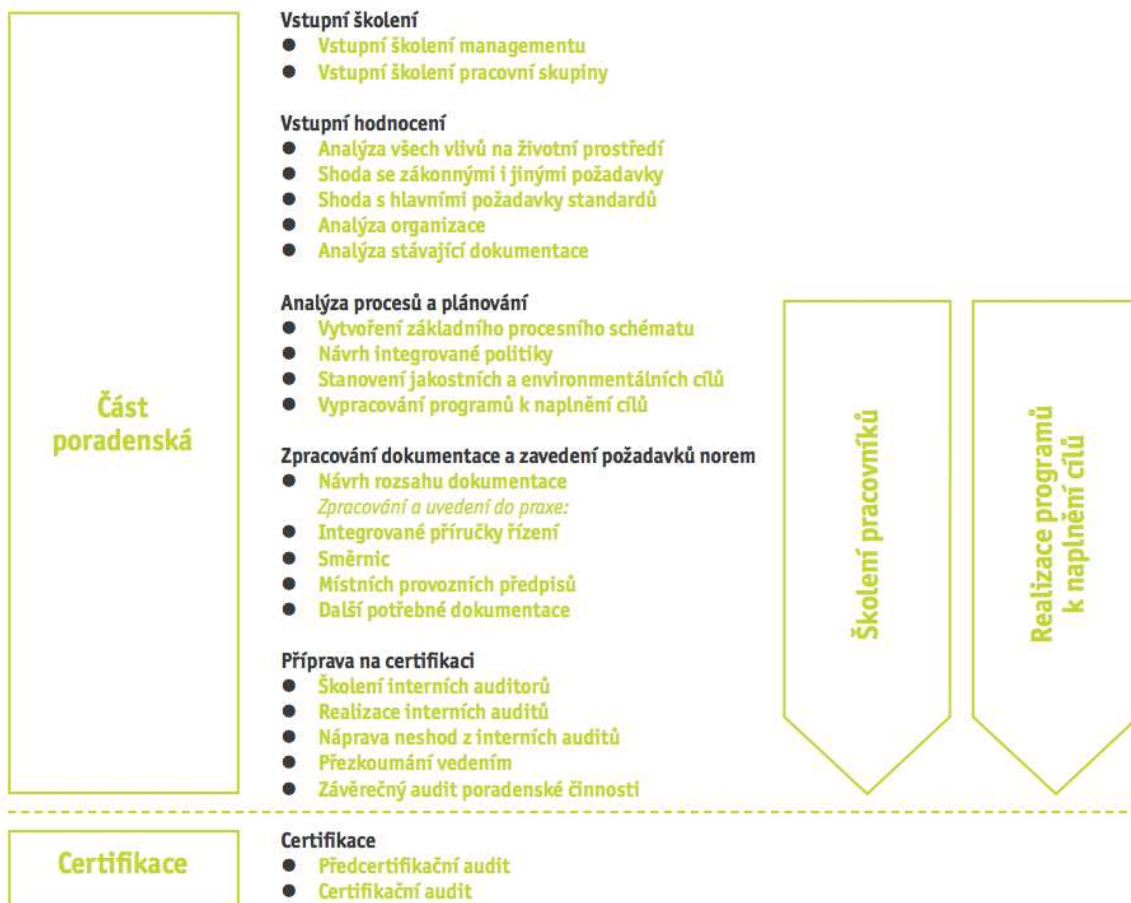 Vstupní školení
● Vstupní školení managementu
● Vstupní školení pracovní skupiny
Vstupní hodnocení
● Analýza všech vlivů na životní prostředí
● Shoda se zákonnými i jinými požadavky
● Shoda s hlavními požadavky standardů
● Analýza organizace
● Analýza stávající dokumentace
Analýza procesů a plánování
● Vytvoření základního procesního schématu
● Návrh integrované politiky
● Stanovení jakostních a environmentálních cílů
● Vypracování programů k naplnění cílů
Část
poradenská
Zpracování dokumentace a zavedení požadavků norem
● Návrh rozsahu dokumentace
Zpracování a uvedení do praxe:
● Integrované příručky řízení
● Směrnic
● Místních provozních předpisů
● Další potřebné dokumentace
Příprava na certifikaci
● Školení interních auditorů
● Realizace interních auditů
● Náprava neshod z interních auditů
● Přezkoumání vedením
● Závěrečný audit poradenské činnosti
Školení pracovníků
Realizace programů
k naplnění cílů
Certifikace
Certifikace
● Předcertifikační audit
● Certifikační audit